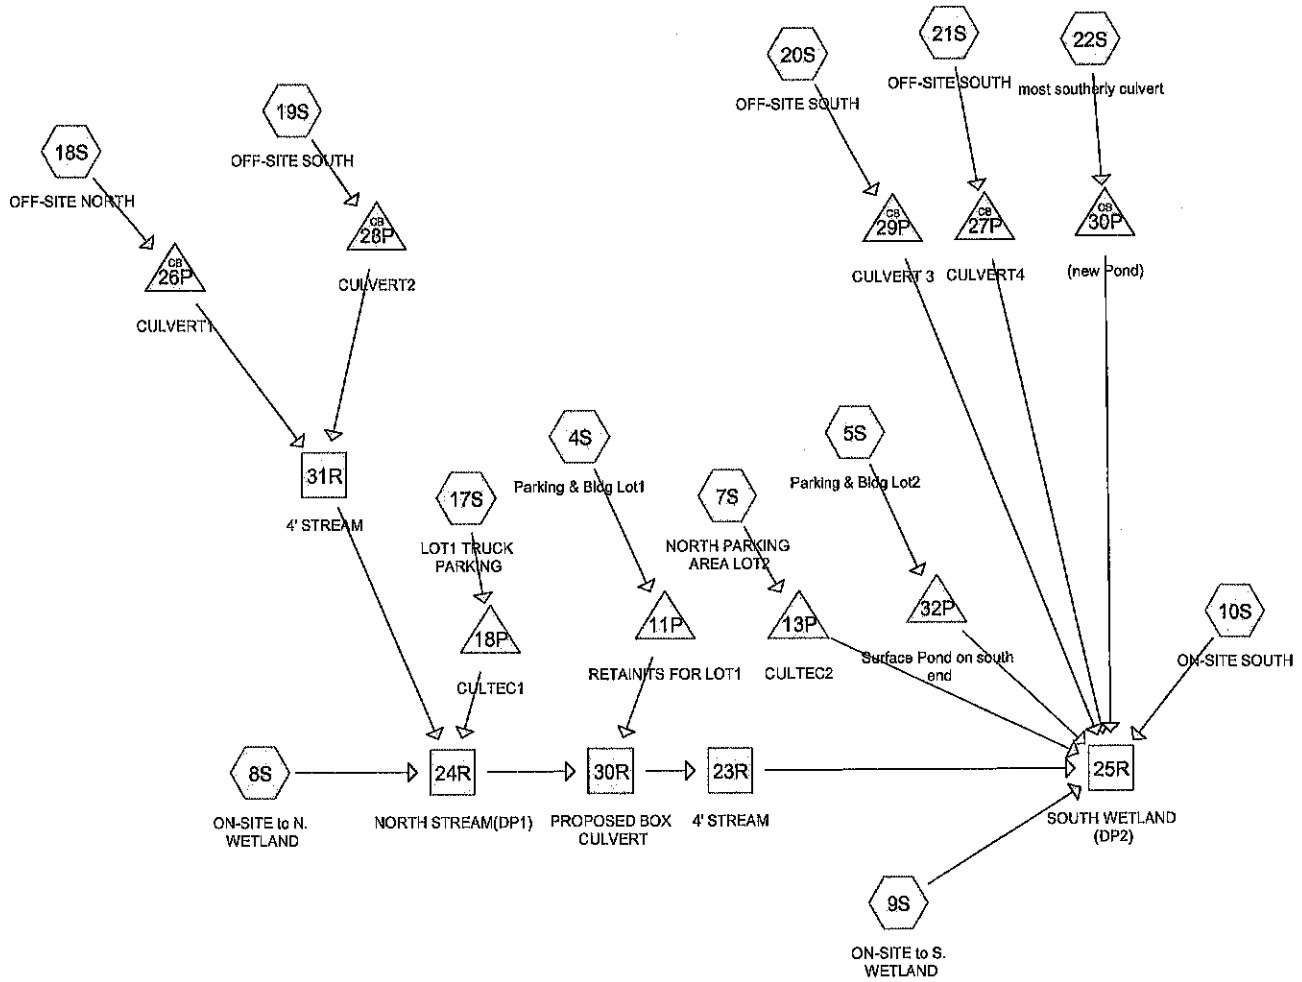 20S
OFF-SITE SOUTH
21S
OFF-SITE SOUTH
22S
most southerly culvert
19S
OFF-SITE SOUTH
18S
OFF-SITE NORTH
CB
26P
CULVERT1
CB
28P
CULVERT2
CB
29P
CULVERT 3
CB
27P
CULVERT4
CB
30P
(new Pond)
31R
4' STREAM
17S
LOT1 TRUCK
PARKING
4S
Parking & Bldg Lot1
7S
NORTH PARKING
AREA LOT2
5S
Parking & Bldg Lot2
18P
CULTEC1
11P
RETAINITS FOR LOT1
13P
CULTEC2
32P
Surface Pond on south
end
10S
ON-SITE SOUTH
8S
ON-SITE to N.
WETLAND
24R
NORTH STREAM(DP1)
30R
PROPOSED BOX
CULVERT
23R
4' STREAM
25R
SOUTH WETLAND
(DP2)
9S
ON-SITE to S.
WETLAND